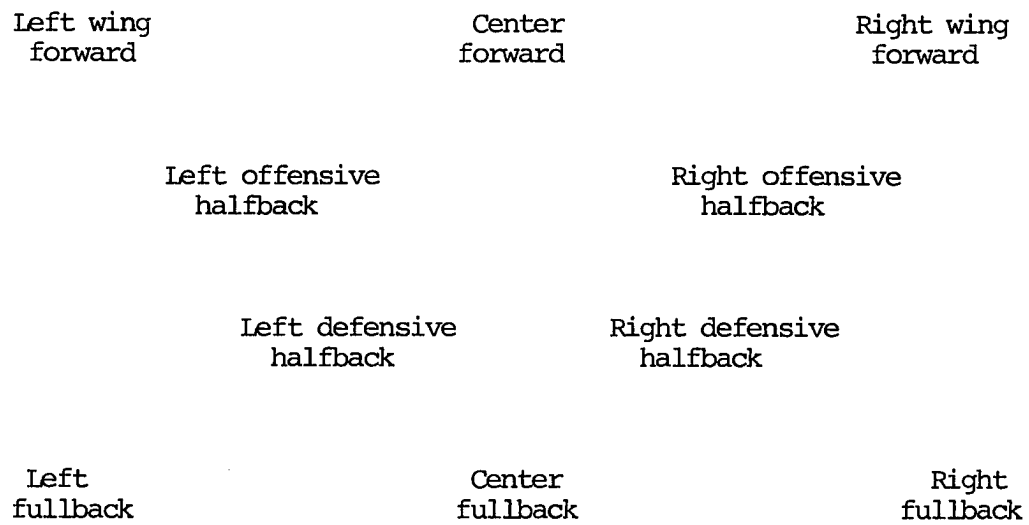 Left wing Center Right wing
forward forward forward
Left offensive Right offensive
halfback halfback
Left defensive Right defensive
halfback halfback
Left Center Right
fullback fullback fullback